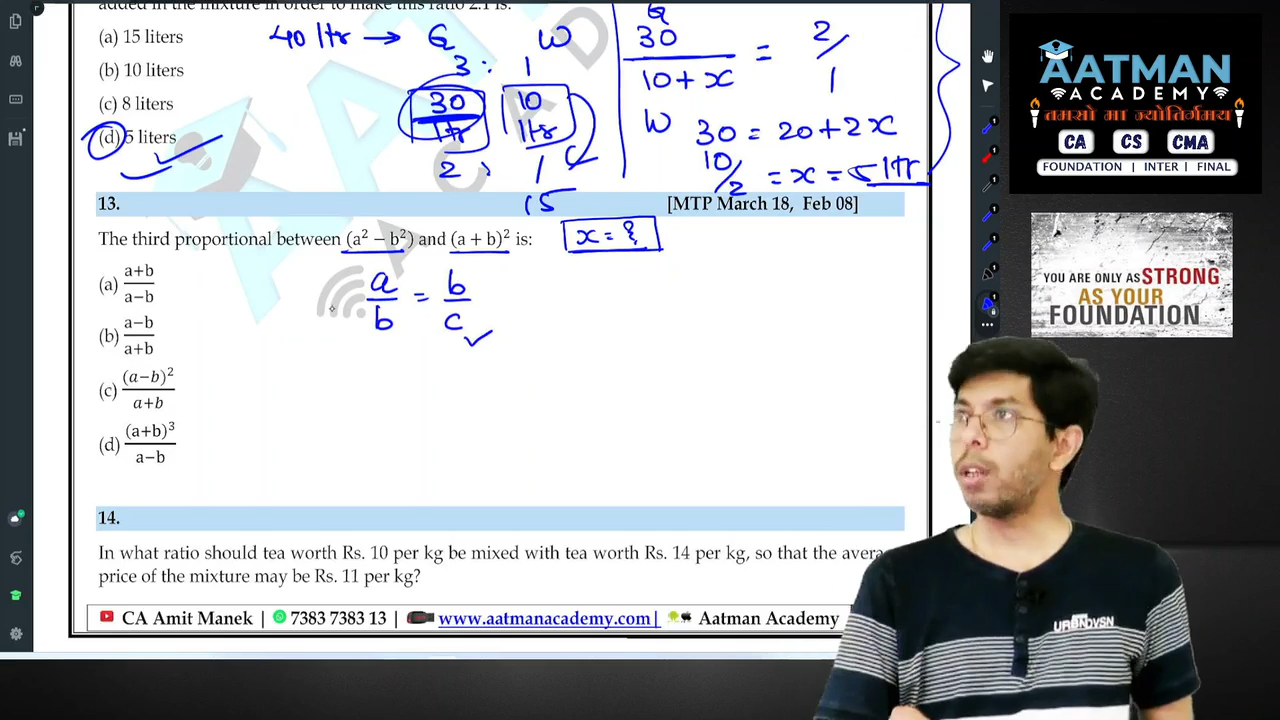 added in the mixture in order to make this ratio 2:1 is:
(a) 15 liters
(b) 10 liters
(c) 8 liters
(d) 5 liters
40 ltr → G W
3 : 1
30 10
ltr ltr
2 : 1
15
G
30 / 10 + x = 2/1
W 30 = 20 + 2x
10/2 = x = 5 ltr
13. [MTP March 18, Feb 08]
The third proportional between (a² – b²) and (a + b)² is:
x = ?
a/b = b/c
(a) a+b / a–b
(b) a–b / a+b
(c) (a–b)² / a+b
(d) (a+b)³ / a–b
14.
In what ratio should tea worth Rs. 10 per kg be mixed with tea worth Rs. 14 per kg, so that the avera
price of the mixture may be Rs. 11 per kg?
CA Amit Manek | 7383 7383 13 | www.aatmanacademy.com| Aatman Academy
AATMAN
ACADEMY
तमसो मा ज्योतिर्गमय
CA CS CMA
FOUNDATION | INTER | FINAL
YOU ARE ONLY AS STRONG
AS YOUR
FOUNDATION
URBNDVSN